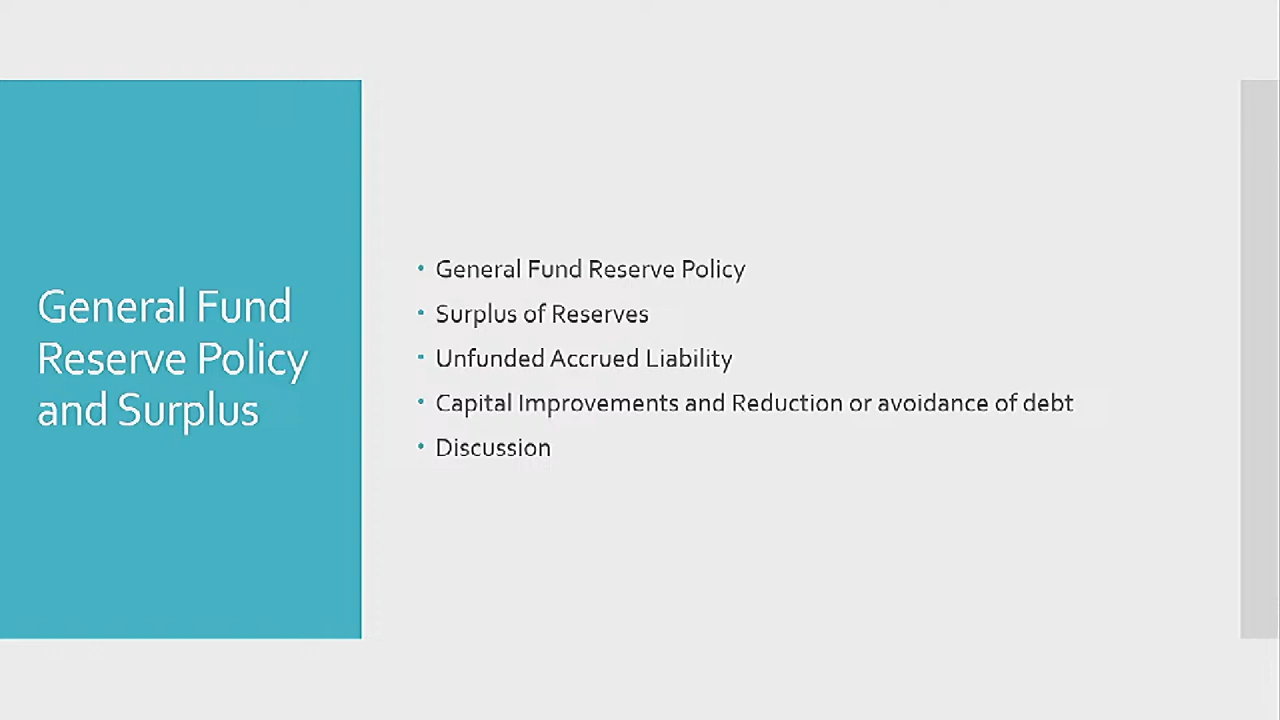 General Fund
Reserve Policy
and Surplus
• General Fund Reserve Policy
• Surplus of Reserves
• Unfunded Accrued Liability
• Capital Improvements and Reduction or avoidance of debt
• Discussion